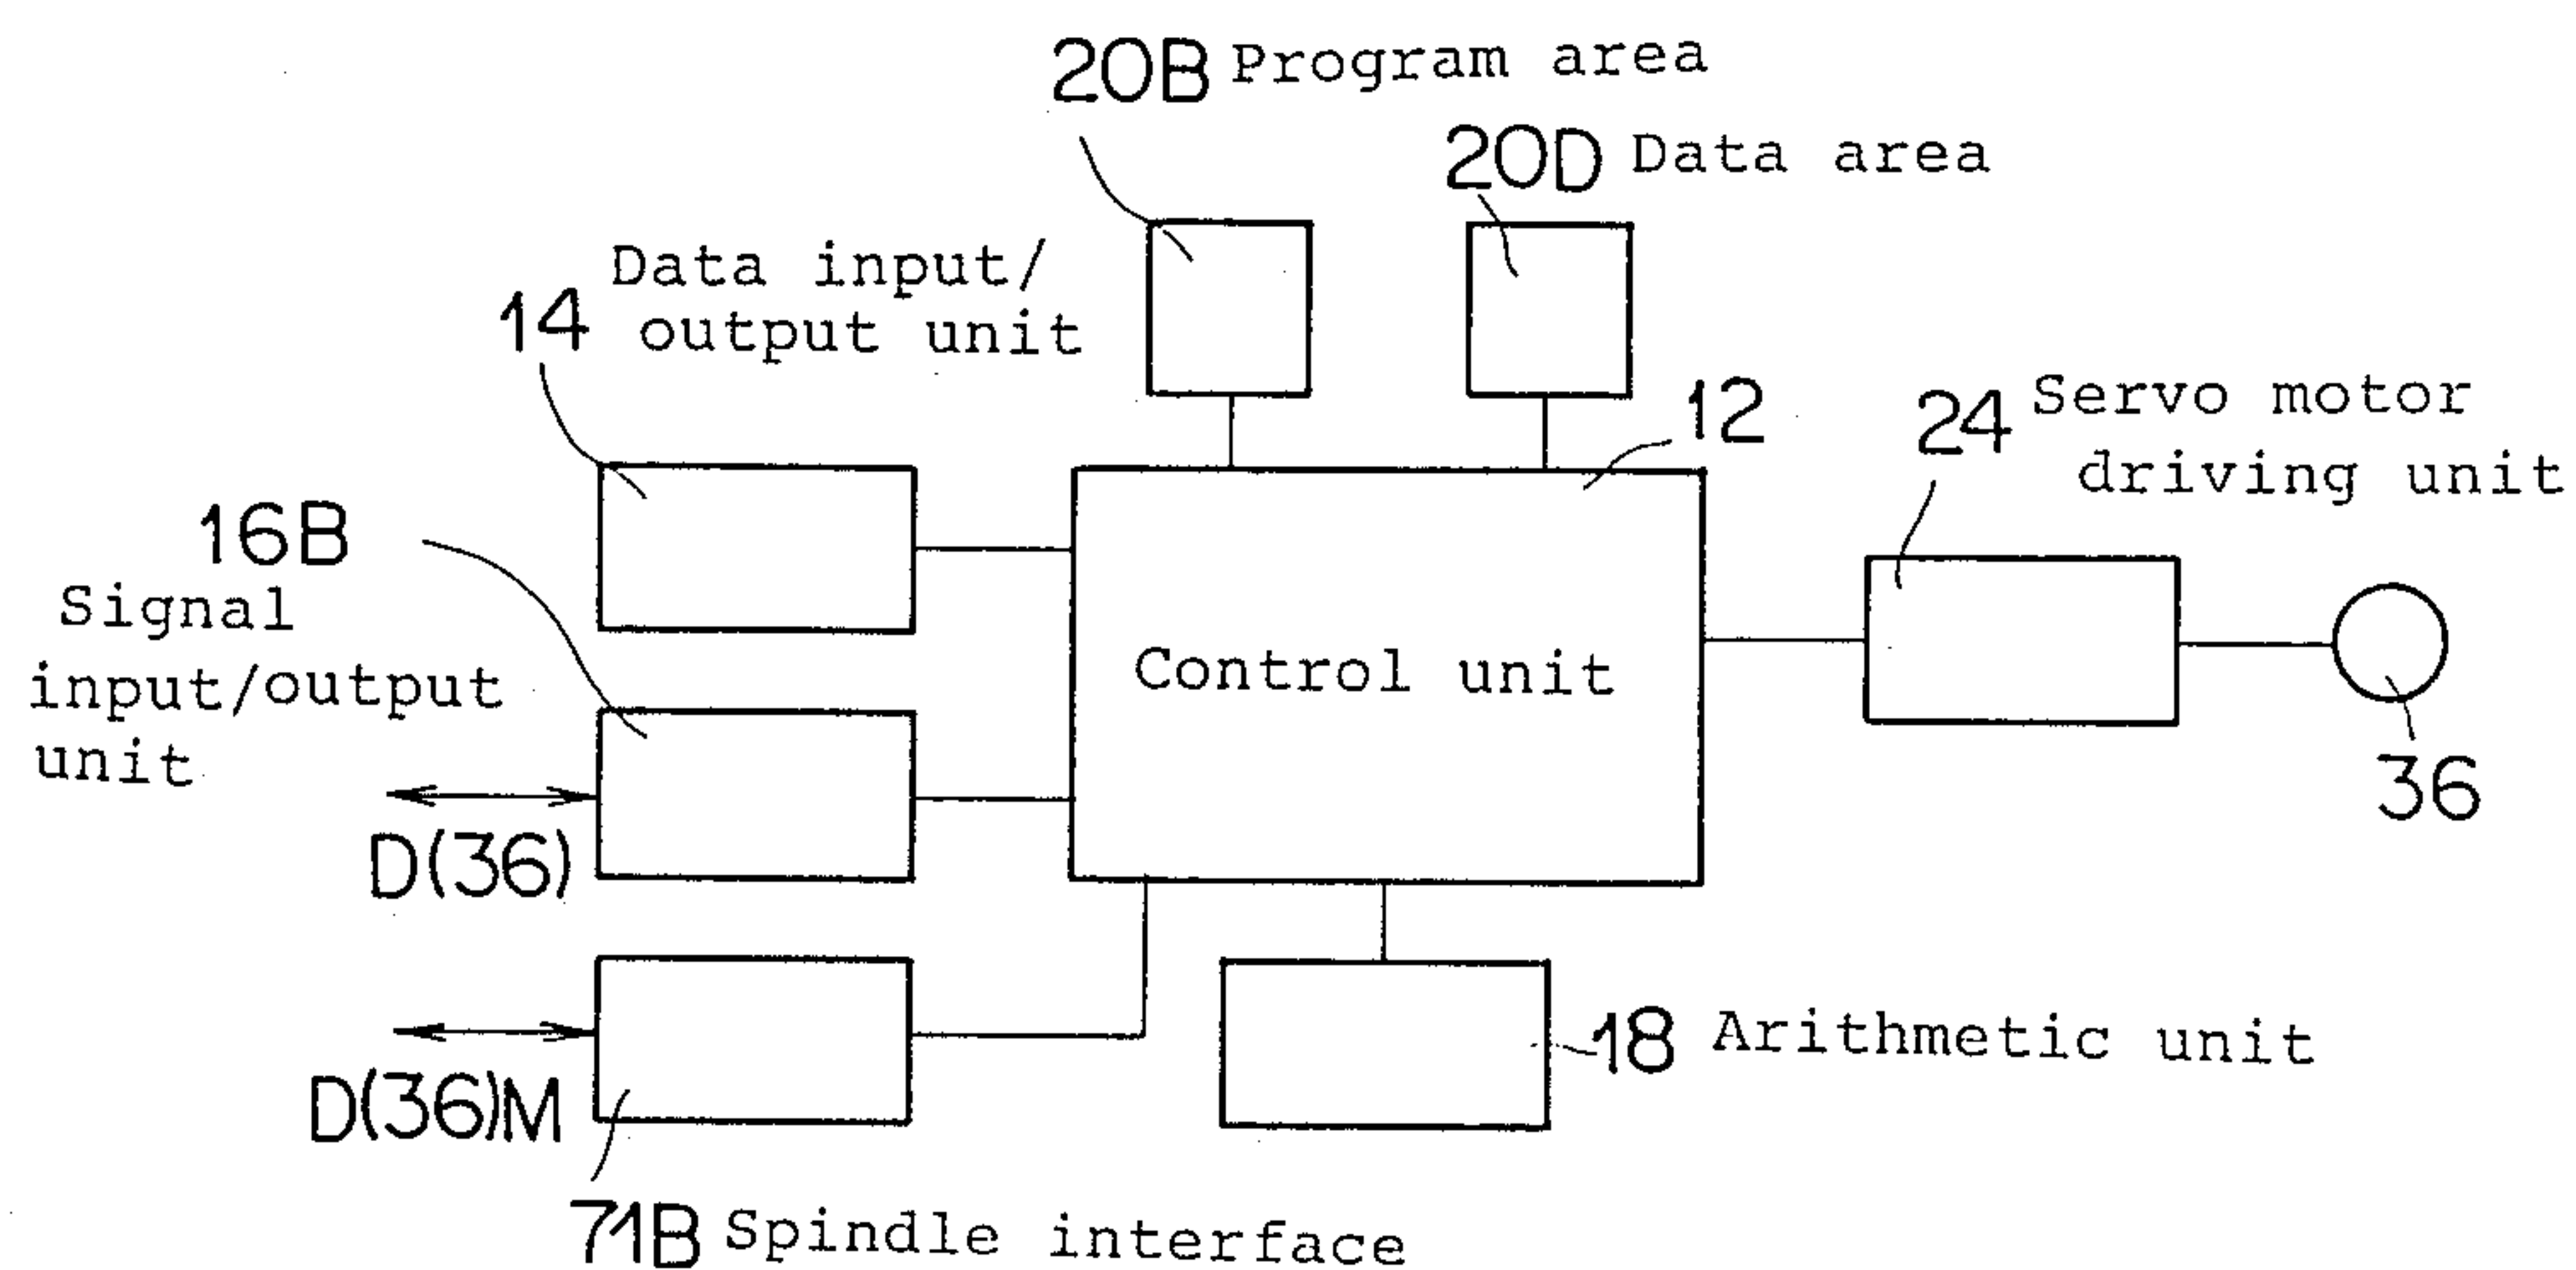 20B Program area
20D Data area
14 Data input/
output unit
12
24 Servo motor
driving unit
16B
Signal
input/output
unit
Control unit
36
D(36)
D(36)M
18 Arithmetic unit
71B Spindle interface